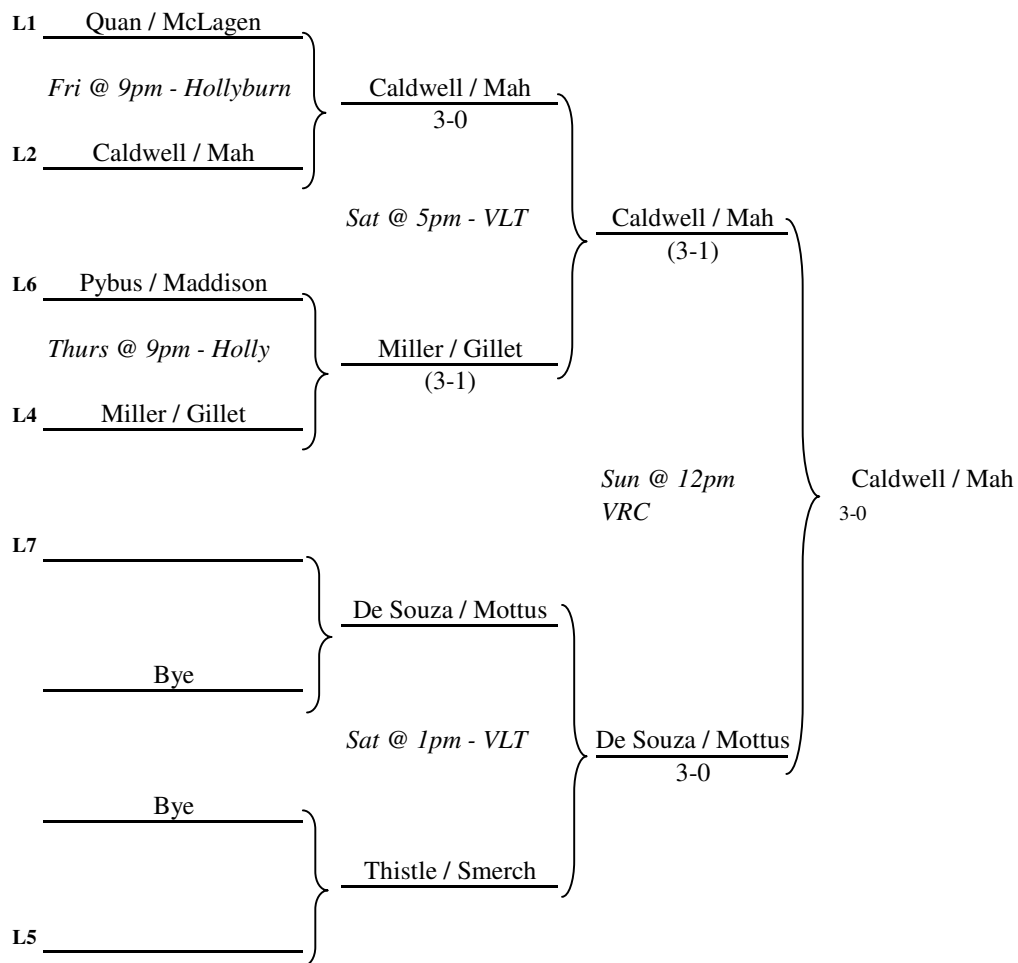 L1 Quan / McLagen
Fri @ 9pm - Hollyburn
Caldwell / Mah
3-0
L2 Caldwell / Mah
Sat @ 5pm - VLT
Caldwell / Mah
(3-1)
L6 Pybus / Maddison
Thurs @ 9pm - Holly
Miller / Gillet
(3-1)
L4 Miller / Gillet
Sun @ 12pm
VRC
Caldwell / Mah
3-0
L7
De Souza / Mottus
Bye
Sat @ 1pm - VLT
De Souza / Mottus
3-0
Bye
Thistle / Smerch
L5